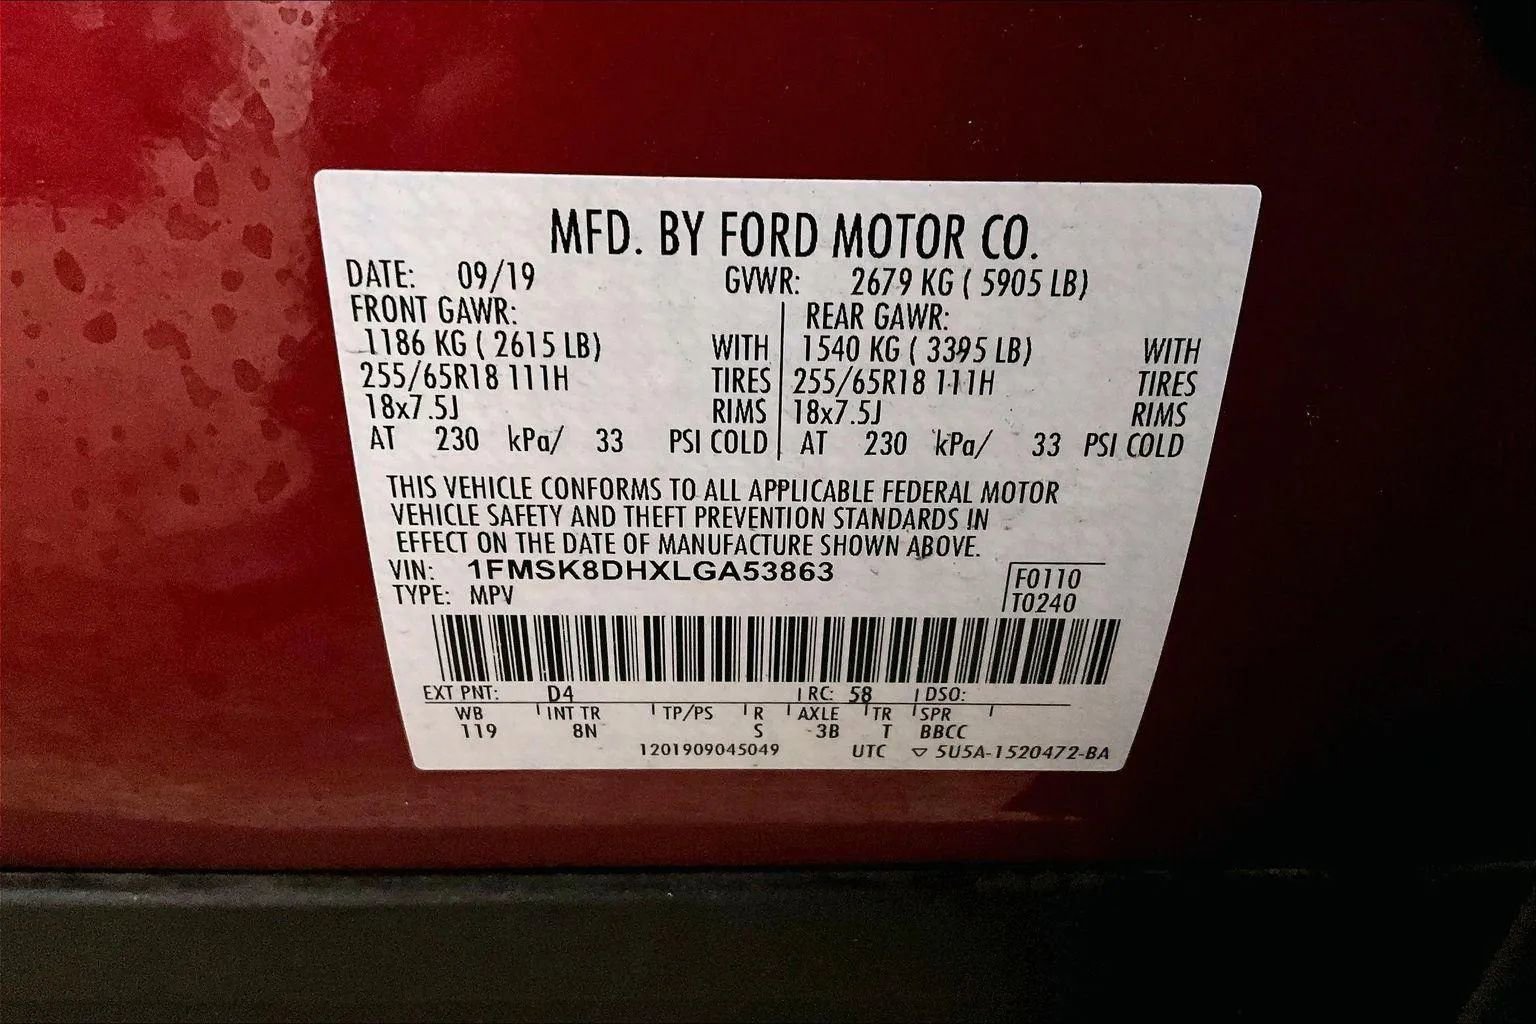 MFD. BY FORD MOTOR CO.
DATE: 09/19 GVWR: 2679 KG ( 5905 LB)
FRONT GAWR: REAR GAWR:
1186 KG ( 2615 LB) WITH 1540 KG ( 3395 LB) WITH
255/65R18 111H TIRES 255/65R18 111H TIRES
18x7.5J RIMS 18x7.5J RIMS
AT 230 kPa/ 33 PSI COLD AT 230 kPa/ 33 PSI COLD
THIS VEHICLE CONFORMS TO ALL APPLICABLE FEDERAL MOTOR
VEHICLE SAFETY AND THEFT PREVENTION STANDARDS IN
EFFECT ON THE DATE OF MANUFACTURE SHOWN ABOVE.
VIN: 1FMSK8DHXLGA53863
TYPE: MPV
F0110
T0240
EXT PNT: D4 RC: 58 DSO:
WB INT TR TP/PS R AXLE TR SPR
119 8N S 3B T BBCC
1201909045049 UTC ▽ 5U5A-1520472-BA